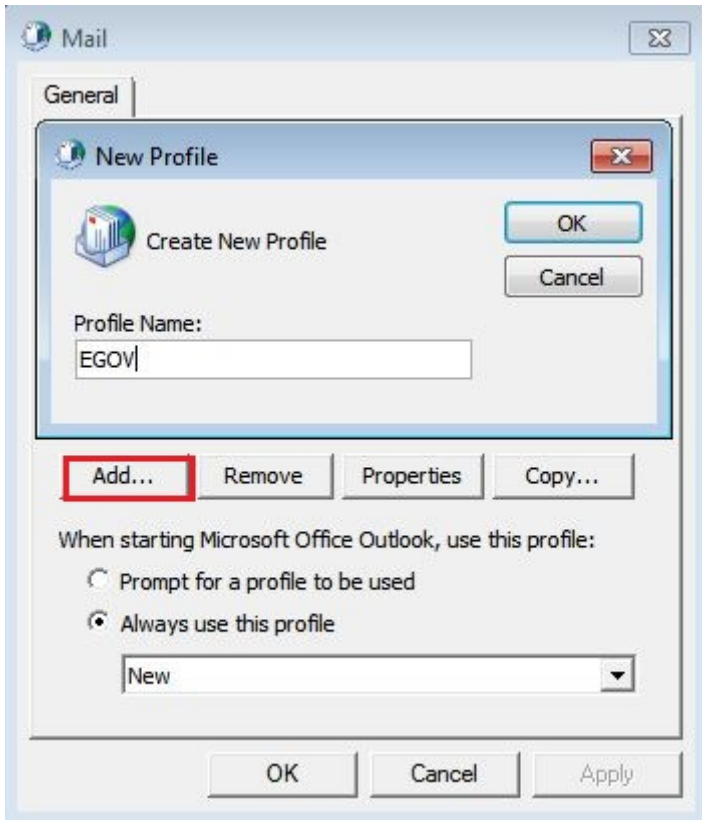 Mail
General
New Profile
Create New Profile
OK
Cancel
Profile Name:
EGOV
Add... Remove Properties Copy...
When starting Microsoft Office Outlook, use this profile:
Prompt for a profile to be used
Always use this profile
New
OK Cancel Apply